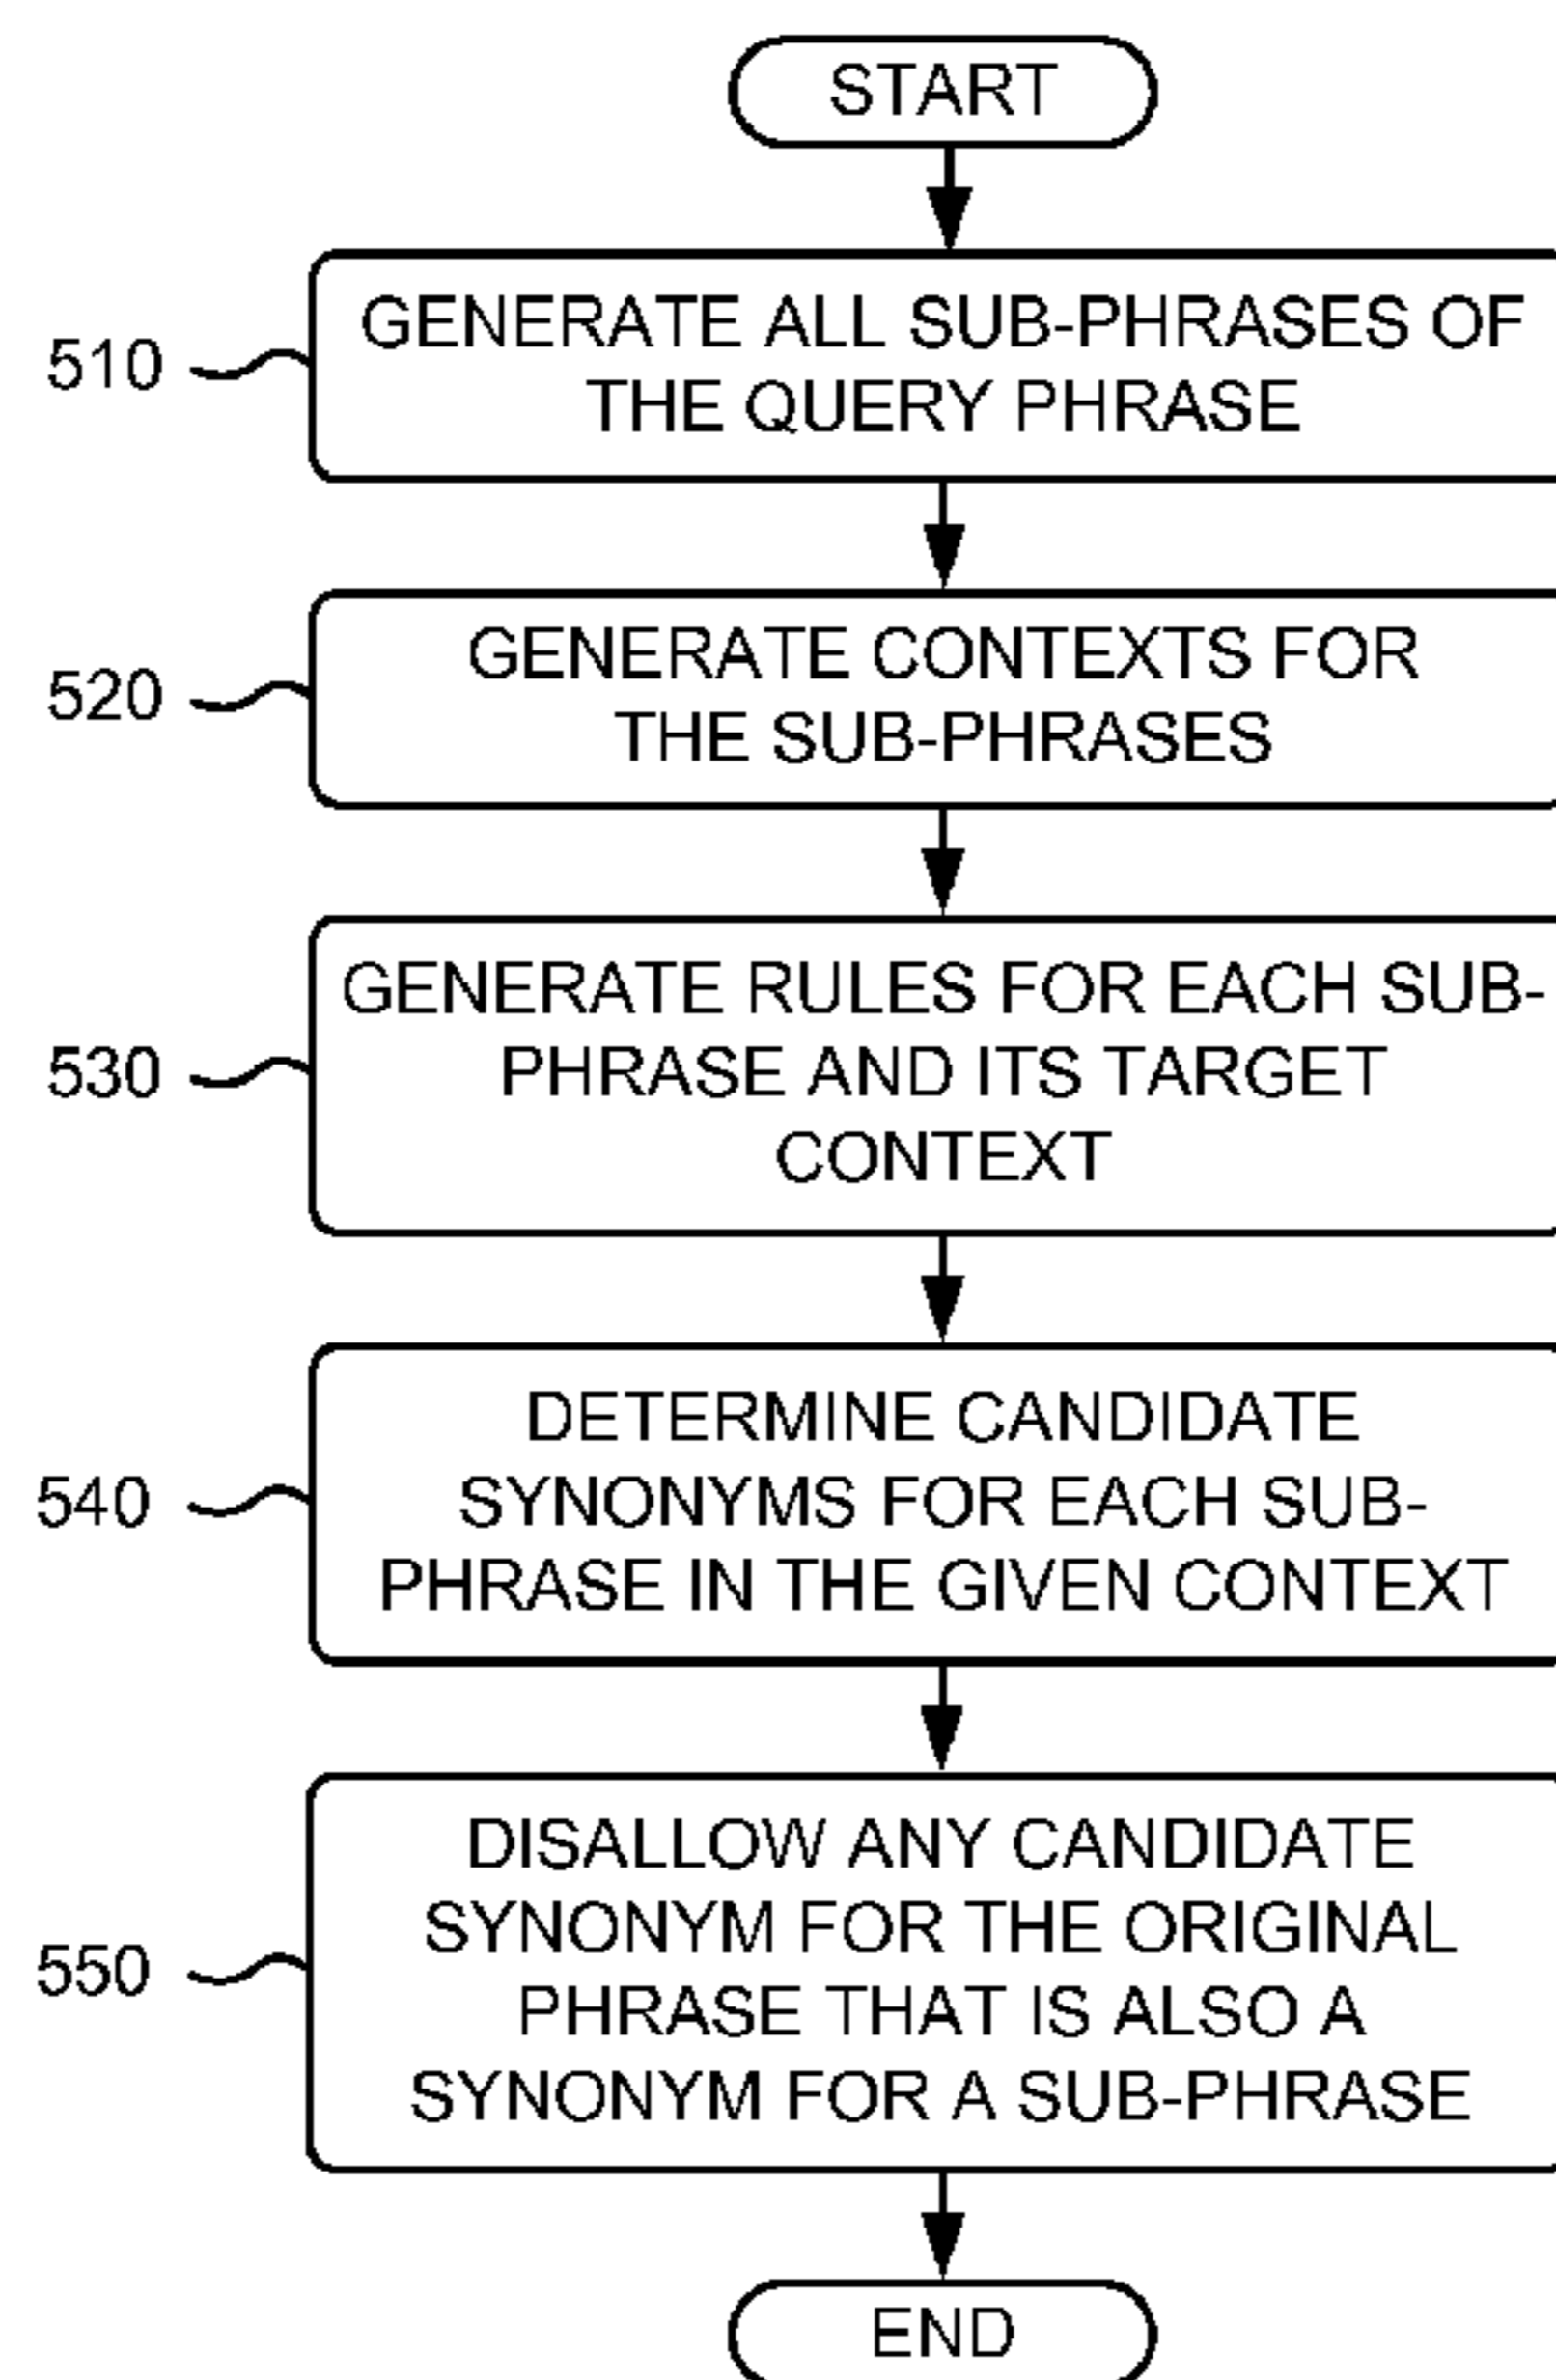 START
510
GENERATE ALL SUB-PHRASES OF
THE QUERY PHRASE
520
GENERATE CONTEXTS FOR
THE SUB-PHRASES
530
GENERATE RULES FOR EACH SUB-
PHRASE AND ITS TARGET
CONTEXT
540
DETERMINE CANDIDATE
SYNONYMS FOR EACH SUB-
PHRASE IN THE GIVEN CONTEXT
550
DISALLOW ANY CANDIDATE
SYNONYM FOR THE ORIGINAL
PHRASE THAT IS ALSO A
SYNONYM FOR A SUB-PHRASE
END